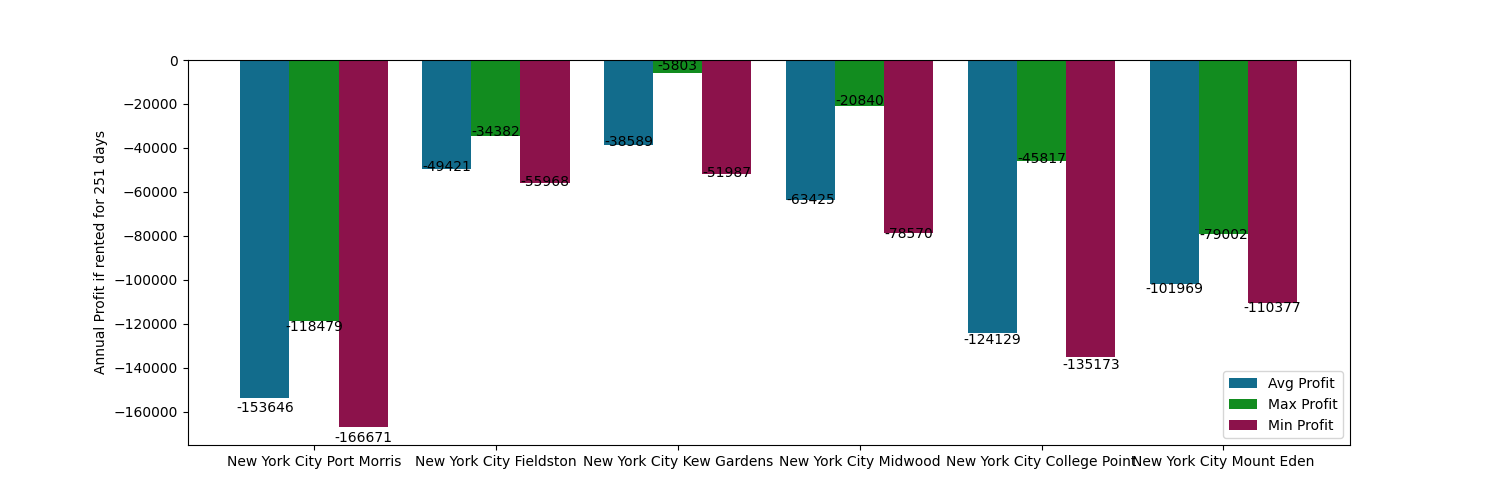 0
−20000
−40000
−60000
−80000
−100000
−120000
−140000
−160000
Annual Profit if rented for 251 days
-153646
-118479
-166671
-49421
-34382
-55968
-38589
-5803
-51987
-63425
-20840
-78570
-124129
-45817
-135173
-101969
-79002
-110377
Avg Profit
Max Profit
Min Profit
New York City Port Morris
New York City Fieldston
New York City Kew Gardens
New York City Midwood
New York City College Point
New York City Mount Eden